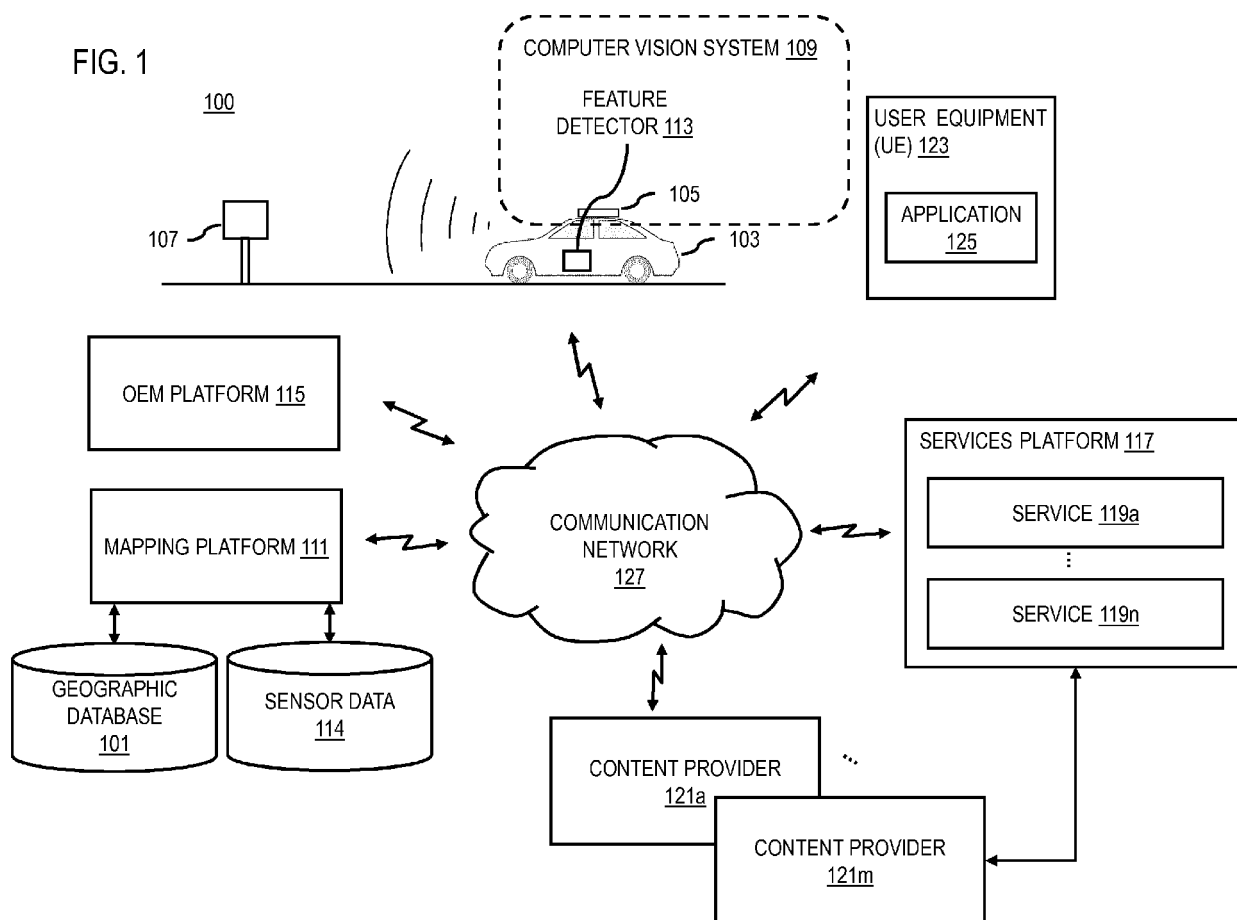 FIG. 1
100
COMPUTER VISION SYSTEM 109
FEATURE
DETECTOR 113
105
107
103
USER EQUIPMENT
(UE) 123
APPLICATION
125
OEM PLATFORM 115
MAPPING PLATFORM 111
GEOGRAPHIC
DATABASE
101
SENSOR DATA
114
COMMUNICATION
NETWORK
127
SERVICES PLATFORM 117
SERVICE 119a
...
SERVICE 119n
CONTENT PROVIDER
121a
...
CONTENT PROVIDER
121m